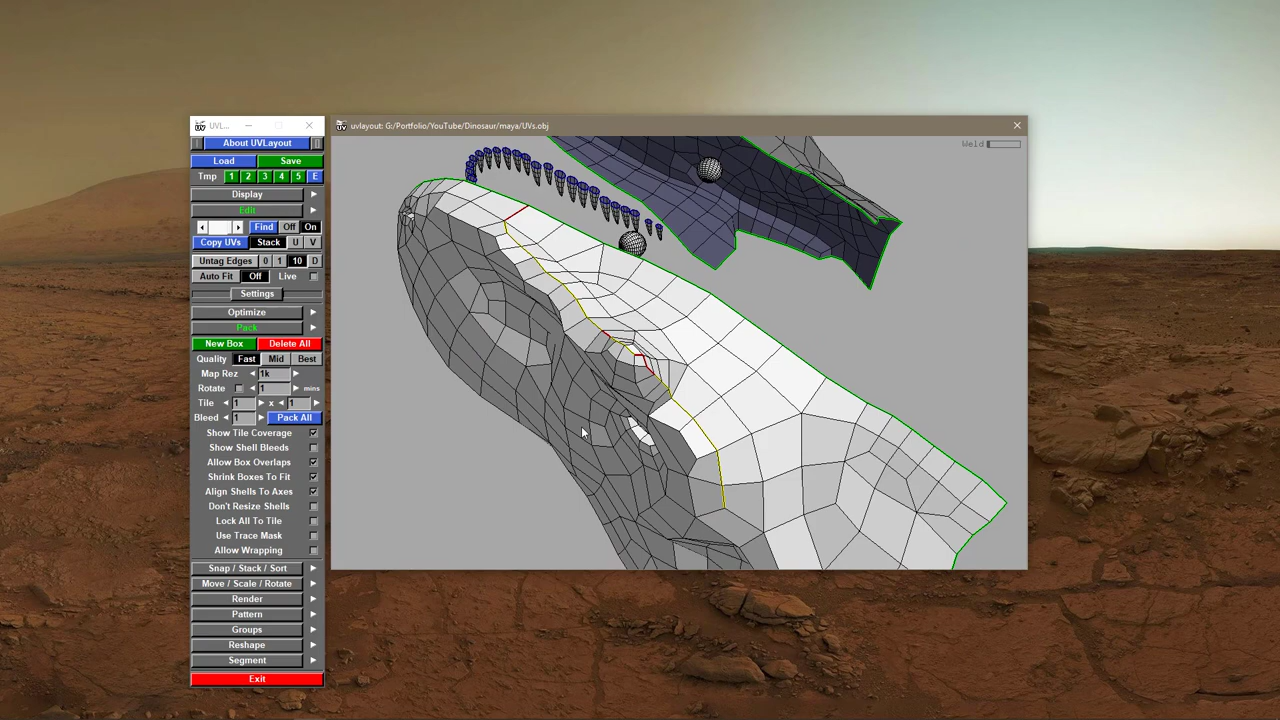 UVL...
uvlayout: G:/Portfolio/YouTube/Dinosaur/maya/UVs.obj
About UVLayout
Weld
Load Save
Tmp 1 2 3 4 5 E
Display
Edit
Find Off On
Copy UVs Stack U V
Untag Edges 0 1 10 D
Auto Fit Off Live
Settings
Optimize
Pack
New Box Delete All
Quality Fast Mid Best
Map Rez 1k
Rotate 1 mins
Tile 1 x 1
Bleed 1 Pack All
Show Tile Coverage
Show Shell Bleeds
Allow Box Overlaps
Shrink Boxes To Fit
Align Shells To Axes
Don't Resize Shells
Lock All To Tile
Use Trace Mask
Allow Wrapping
Snap / Stack / Sort
Move / Scale / Rotate
Render
Pattern
Groups
Reshape
Segment
Exit